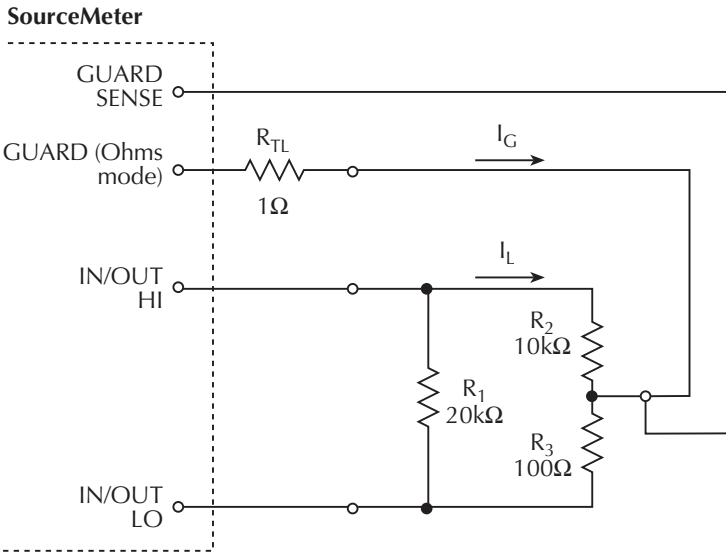 SourceMeter
GUARD
SENSE
GUARD (Ohms
mode)
R_TL
1Ω
I_G
IN/OUT
HI
I_L
R_2
10kΩ
R_1
20kΩ
R_3
100Ω
IN/OUT
LO